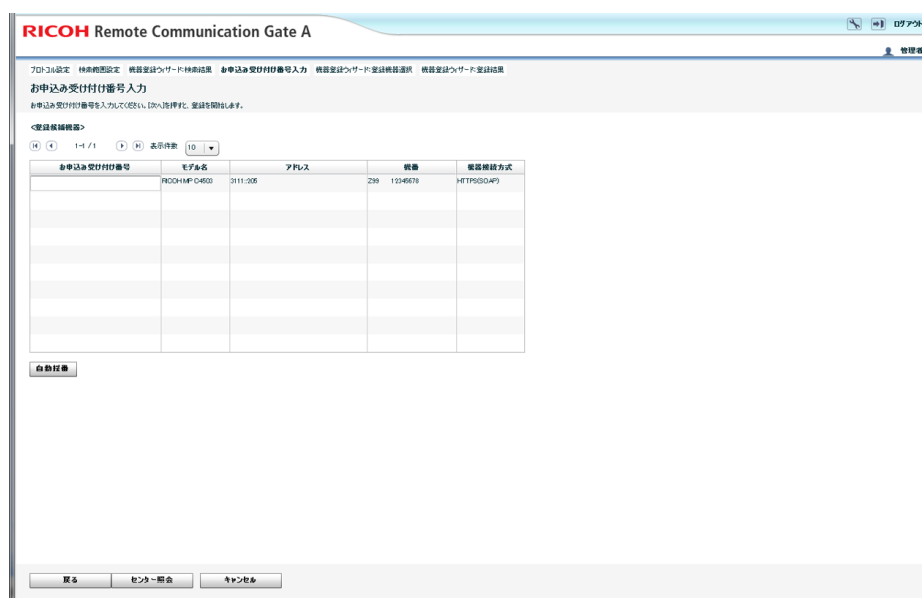 RICOH Remote Communication Gate A
ログアウト
管理者
プロトコル設定 検索範囲設定 機器登録ウィザード:検索結果 お申込み受け付け番号入力 機器登録ウィザード:登録機器選択 機器登録ウィザード:登録結果
お申込み受け付け番号入力
お申込み受け付け番号を入力してください。[次へ]を押すと、登録を開始します。
<登録候補機器>
1-1 / 1 表示件数 10
お申込み受け付け番号 モデル名 アドレス 機番 機器接続方式
RICOH MP C4503 3111::205 Z99 12345678 HTTPS(SOAP)
自動採番
戻る センター照会 キャンセル